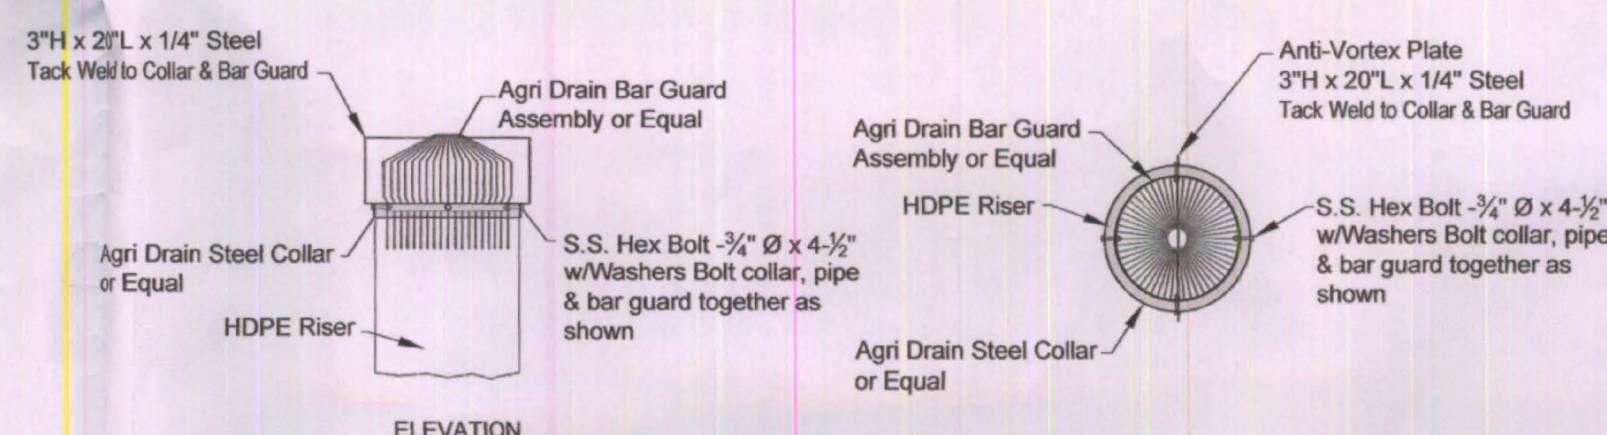 3"H x 20"L x 1/4" Steel
Tack Weld to Collar & Bar Guard
Agri Drain Bar Guard
Assembly or Equal
Agri Drain Steel Collar
or Equal
S.S. Hex Bolt -¾" Ø x 4-½"
w/Washers Bolt collar, pipe
& bar guard together as
shown
HDPE Riser
ELEVATION
Anti-Vortex Plate
3"H x 20"L x 1/4" Steel
Tack Weld to Collar & Bar Guard
Agri Drain Bar Guard
Assembly or Equal
HDPE Riser
S.S. Hex Bolt -¾" Ø x 4-½"
w/Washers Bolt collar, pipe
& bar guard together as
shown
Agri Drain Steel Collar
or Equal